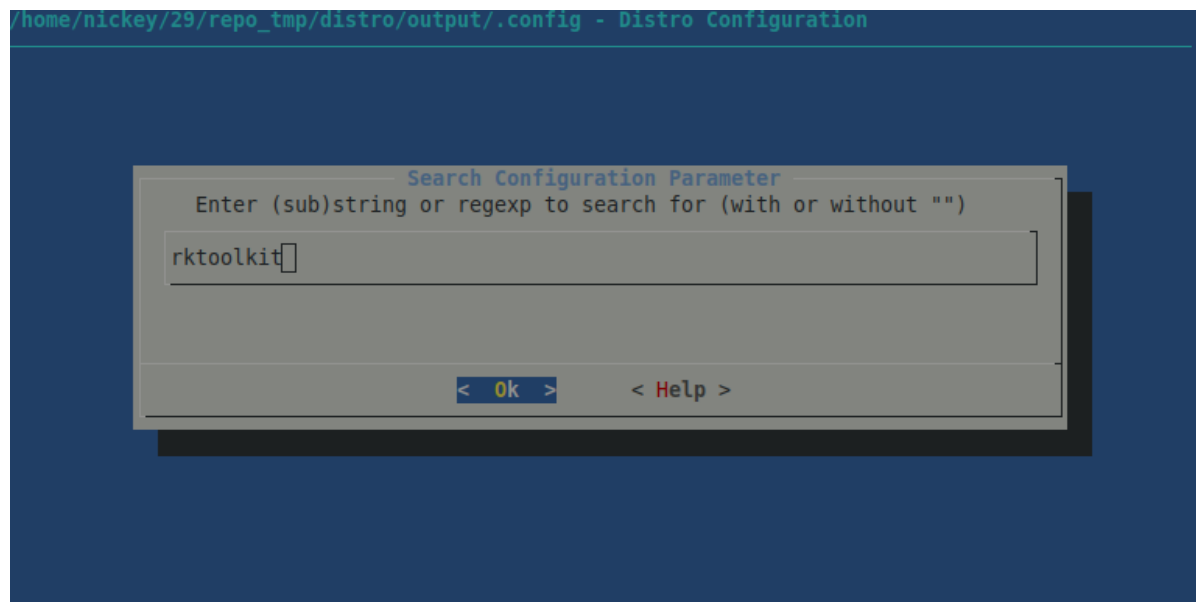 /home/nickey/29/repo_tmp/distro/output/.config - Distro Configuration
Search Configuration Parameter
Enter (sub)string or regexp to search for (with or without "")
rktoolkit
< Ok > < Help >